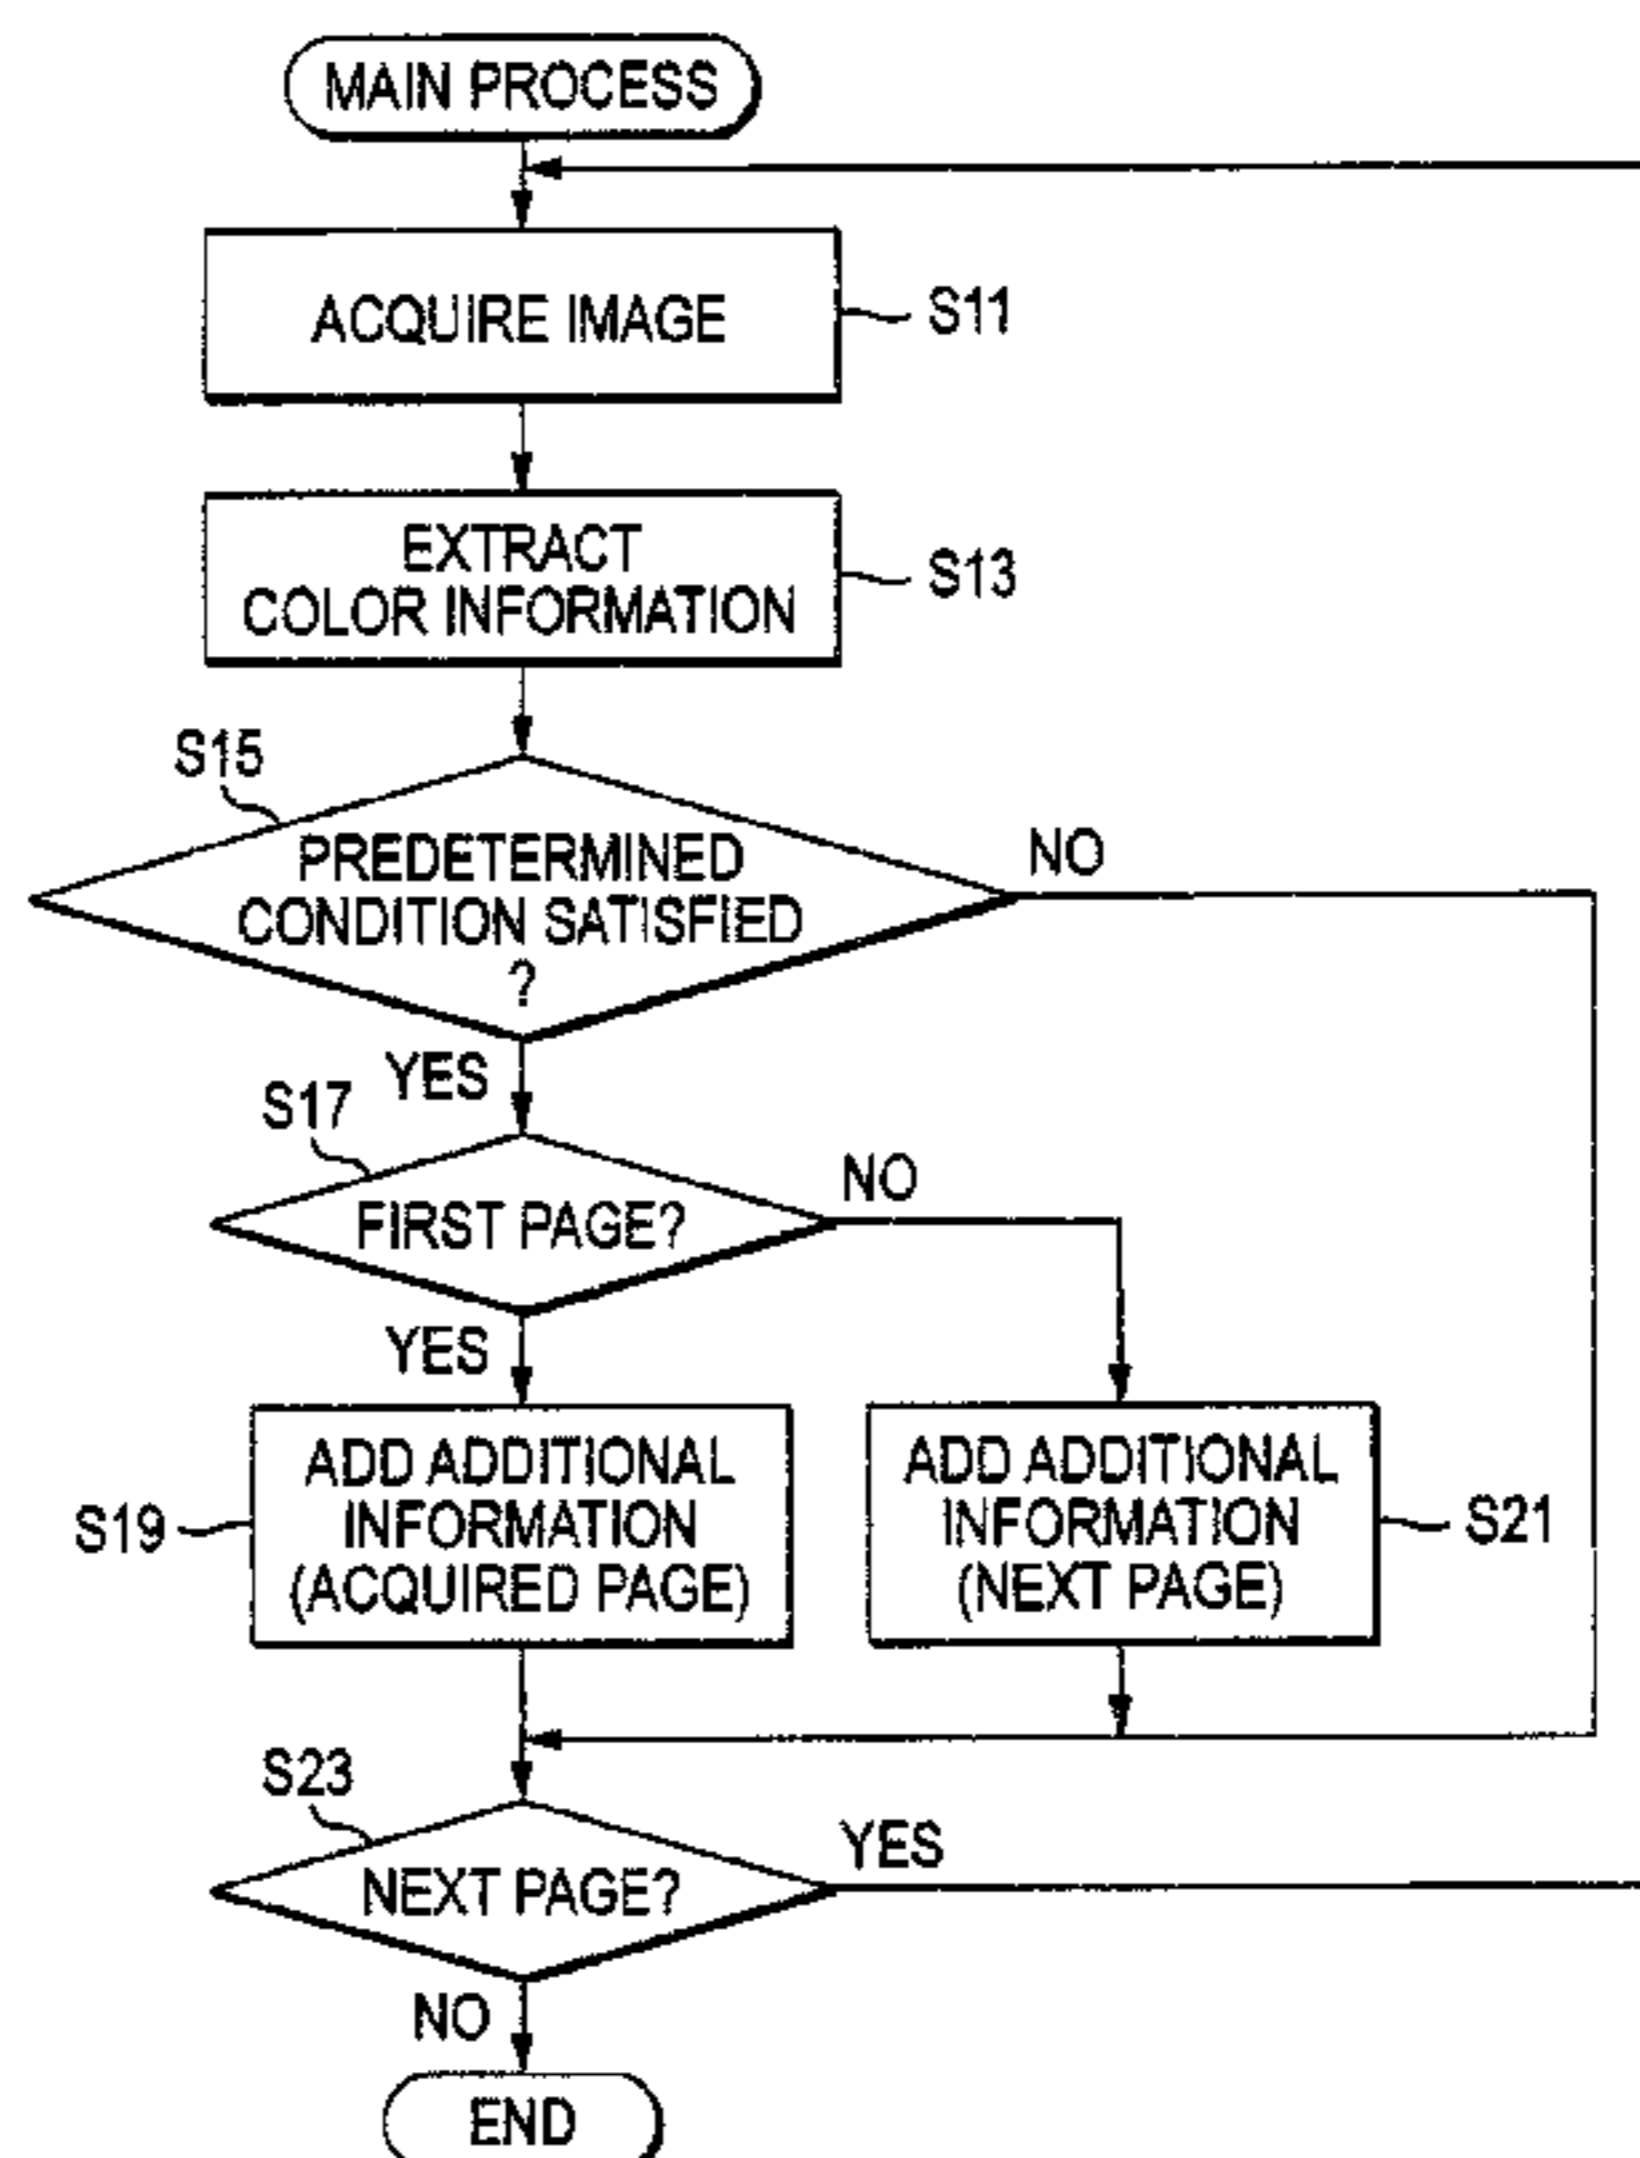 MAIN PROCESS
ACQUIRE IMAGE
S11
EXTRACT
COLOR INFORMATION
S13
S15
PREDETERMINED
CONDITION SATISFIED
?
NO
YES
S17
FIRST PAGE?
NO
YES
S19
ADD ADDITIONAL
INFORMATION
(ACQUIRED PAGE)
ADD ADDITIONAL
INFORMATION
(NEXT PAGE)
S21
S23
NEXT PAGE?
YES
NO
END